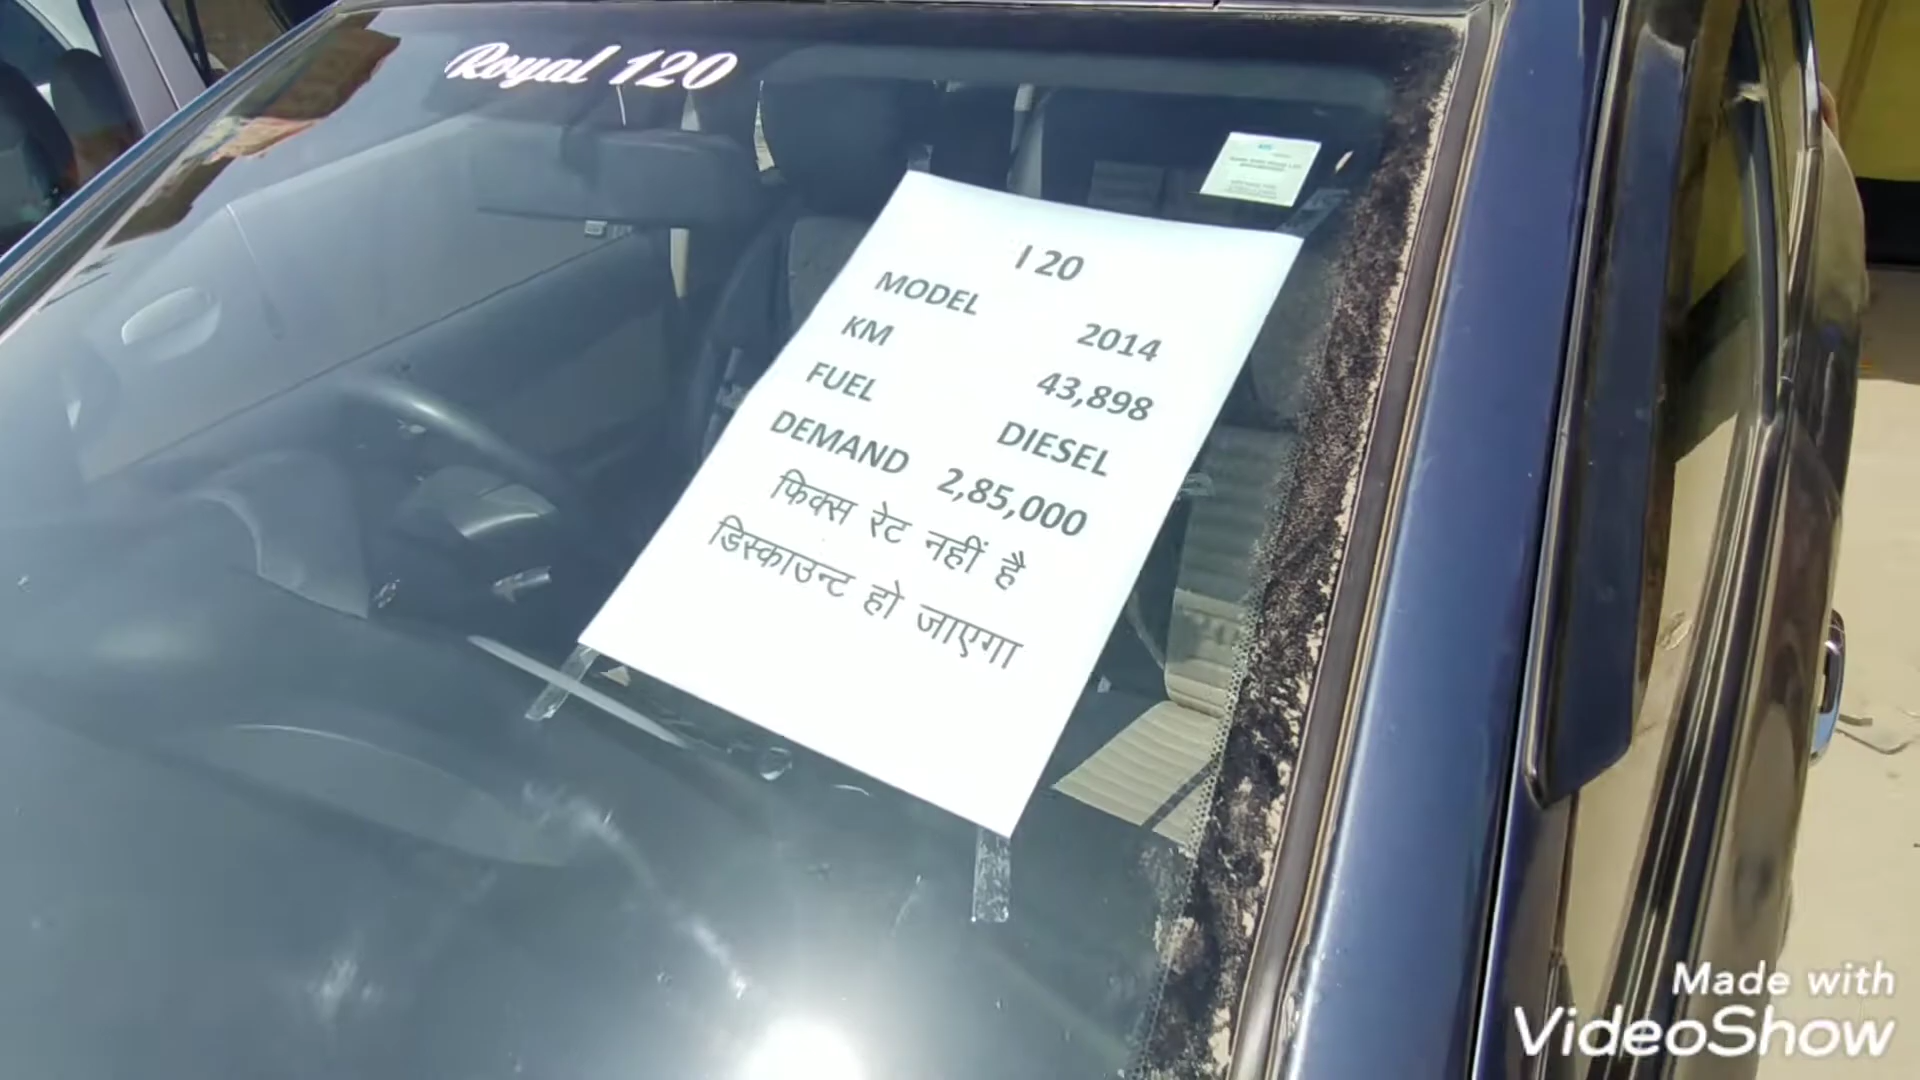 Royal 120
I 20
MODEL 2014
KM 43,898
FUEL DIESEL
DEMAND 2,85,000
फिक्स रेट नहीं है
डिस्काउन्ट हो जाएगा
Made with
VideoShow